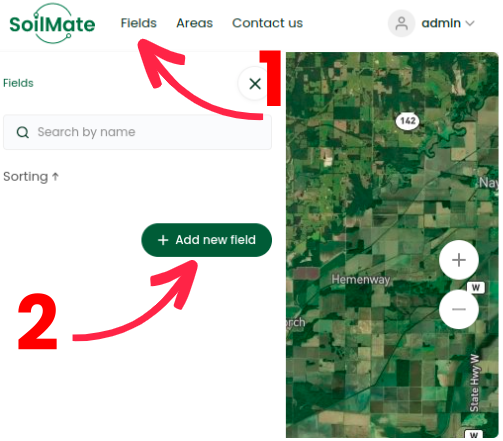 SoilMate
Fields Areas Contact us admin
1
Fields
Search by name
Sorting ↑
+ Add new field
2
142
Nay
Hemenway
orch
W
State Hwy W
W